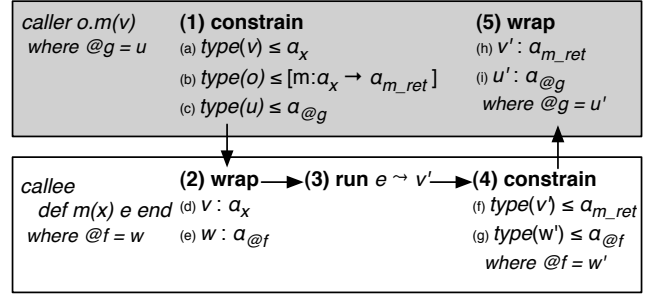 caller o.m(v)
where @g = u
(1) constrain
(a) type(v) ≤ α_x
(b) type(o) ≤ [m:α_x → α_m_ret ]
(c) type(u) ≤ α_@g
(5) wrap
(h) v' : α_m_ret
(i) u' : α_@g
where @g = u'
callee
def m(x) e end
where @f = w
(2) wrap
(d) v : α_x
(e) w : α_@f
(3) run e ⤳ v'
(4) constrain
(f) type(v') ≤ α_m_ret
(g) type(w') ≤ α_@f
where @f = w'